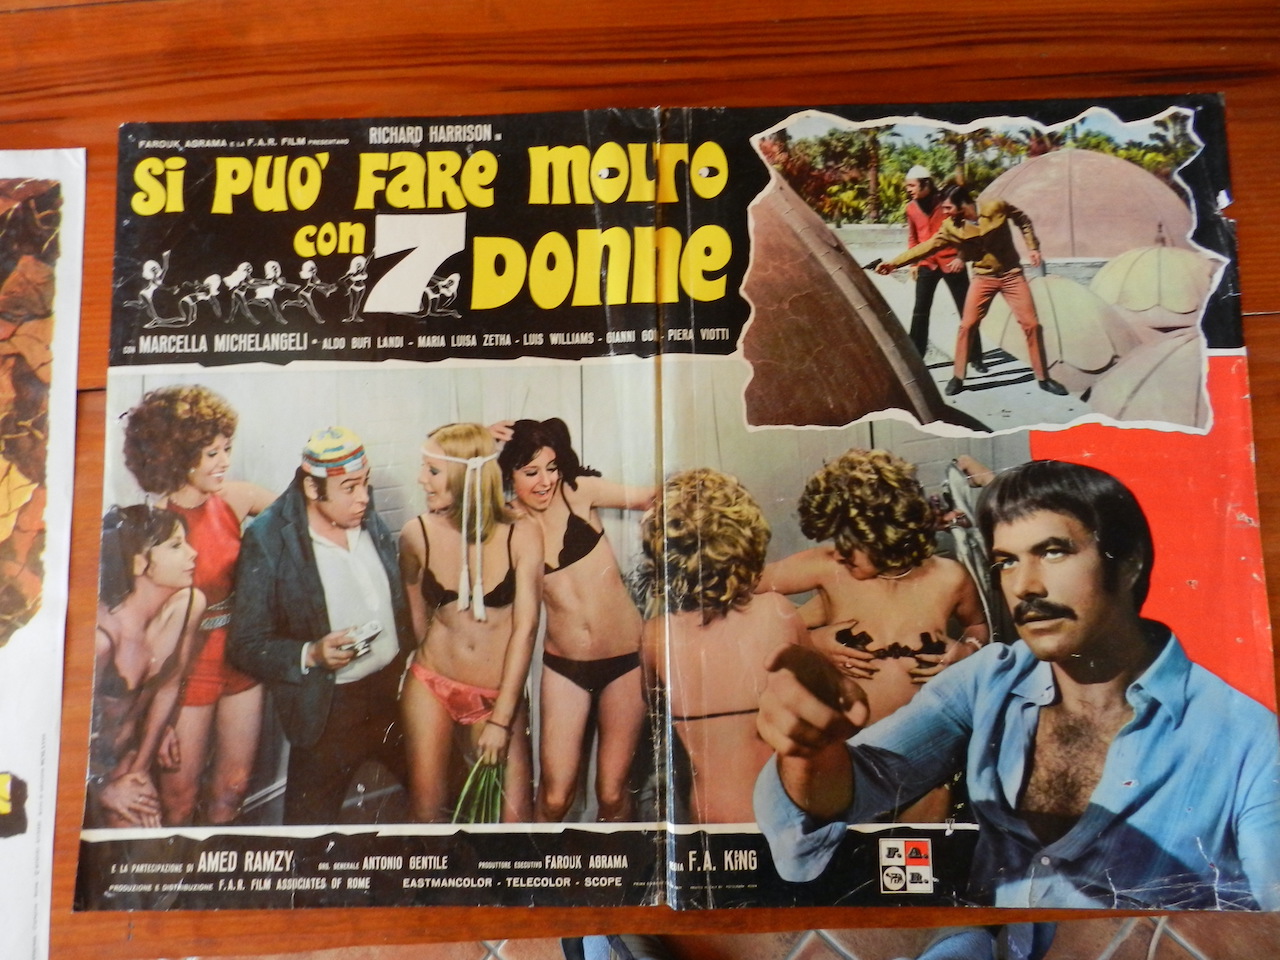 FAROUK AGRAMA E LA F.A.R. FILM PRESENTANO
RICHARD HARRISON IN
Si PUO' FARE MOLTO
con 7 DONNE
CON MARCELLA MICHELANGELI - ALDO BUFI LANDI - MARIA LUISA ZETHA - LUIS WILLIAMS - GIANNI - PIERA VIOTTI
E LA PARTECIPAZIONE DI AMED RAMZY ORG. GENERALE ANTONIO GENTILE PRODUTTORE ESECUTIVO FAROUK AGRAMA F.A. KING
PRODUZIONE E DISTRIBUZIONE F.A.R. FILM ASSOCIATES OF ROME EASTMANCOLOR - TELECOLOR - SCOPE
F. A.
R.